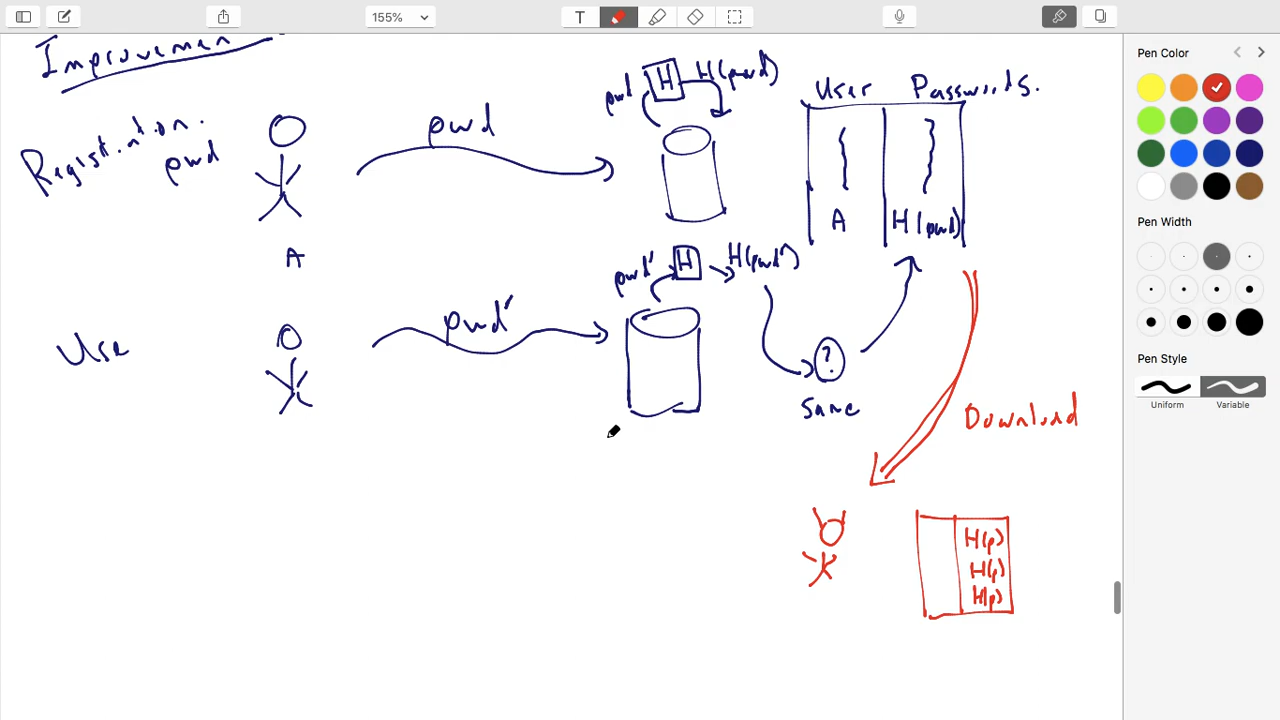 155%
T
Improvement
Registration.
pwd
A
pwd
pwd H H(pwd)
User Passwords.
A H(pwd)
Use
pwd'
pwd' H H(pwd')
?
same
Download
H(p)
H(p)
H(p)
Pen Color
Pen Width
Pen Style
Uniform Variable